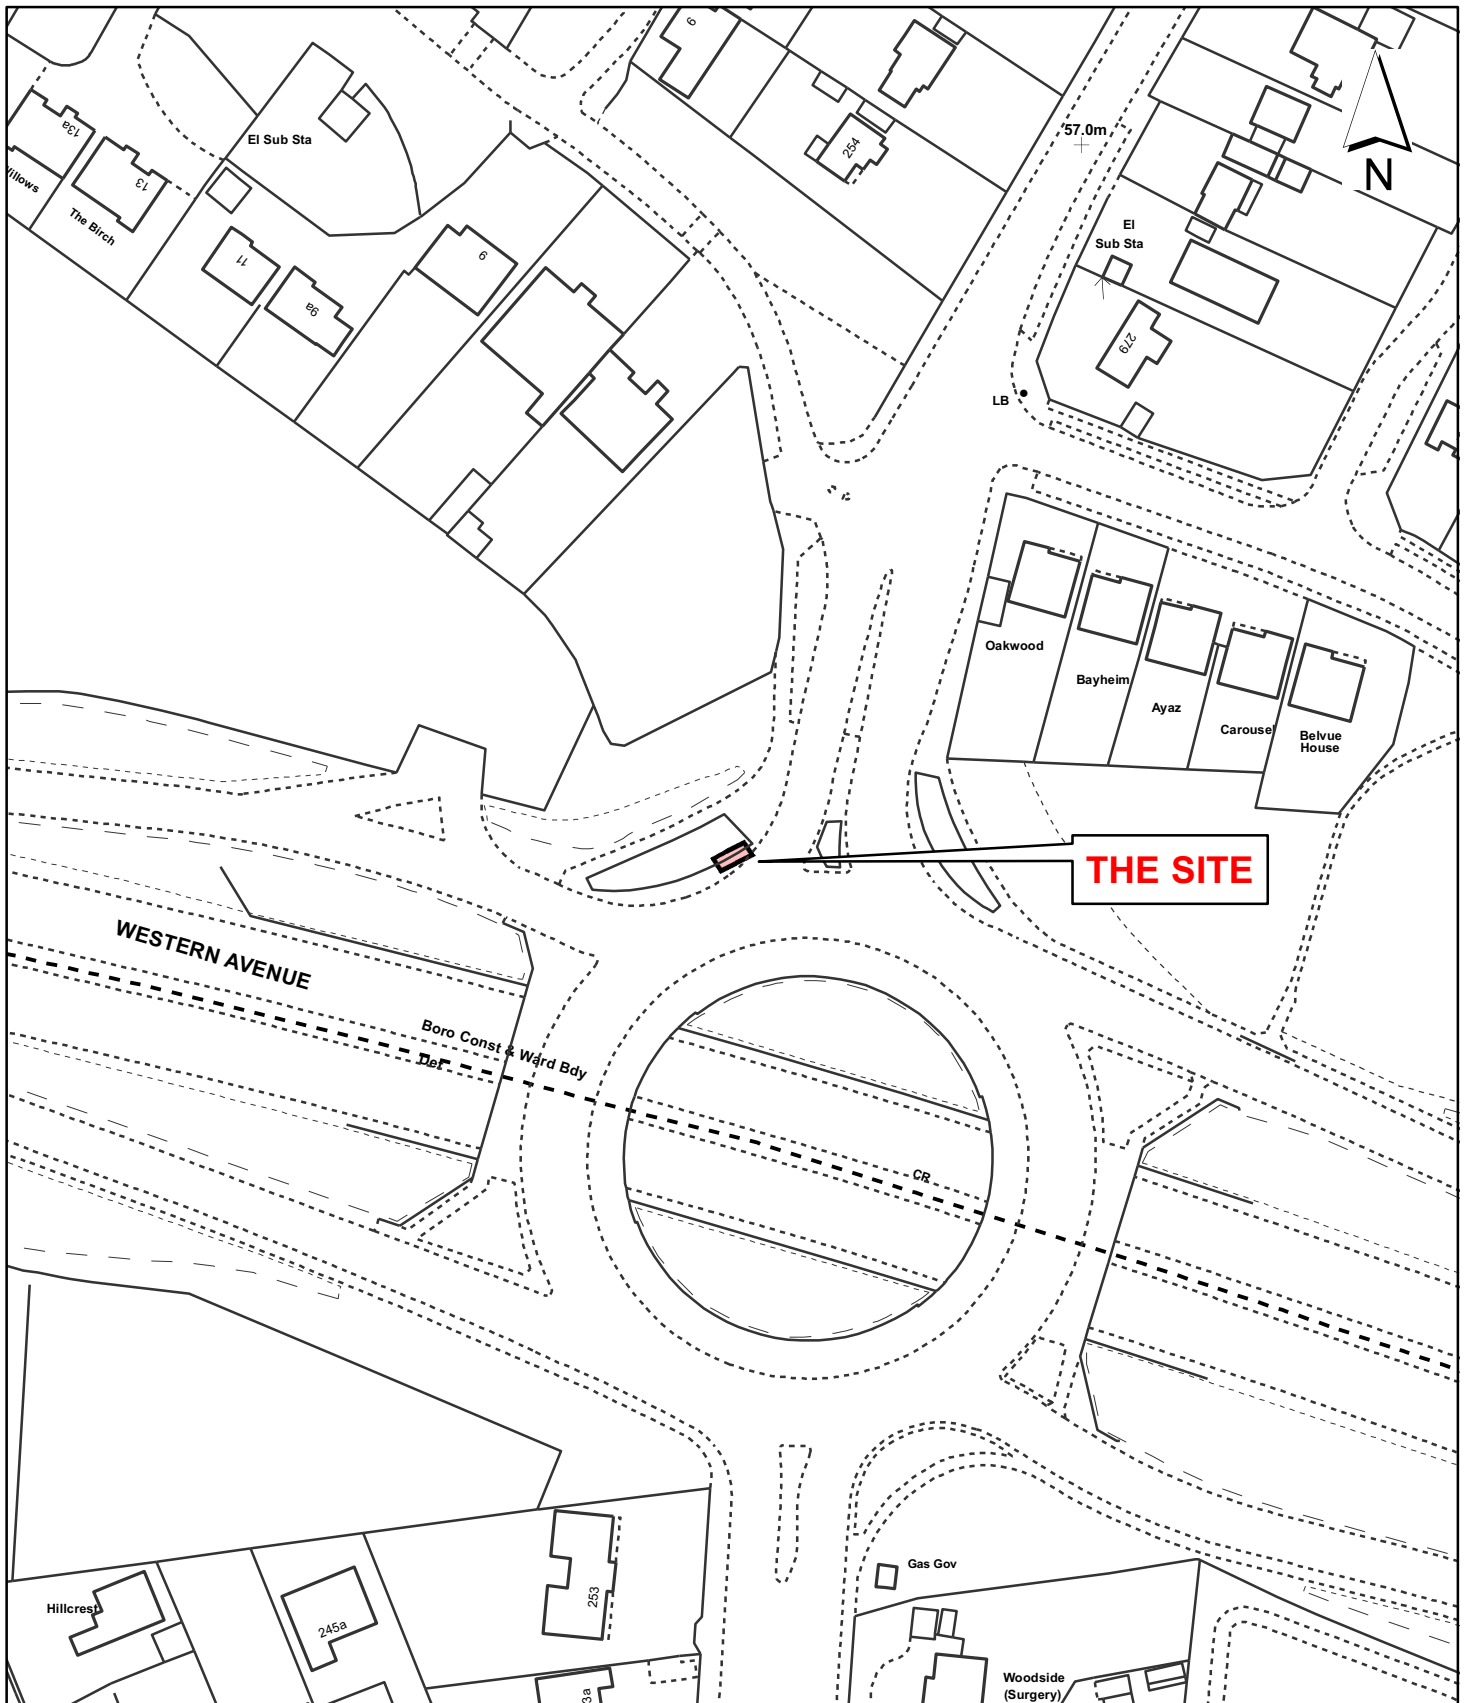 6
13a
El Sub Sta
57.0m
254
N
13
The Birch
El
Sub Sta
11
9
9a
279
LB
Oakwood
Bayheim
Ayaz
Carousel
Belvue
House
THE SITE
WESTERN AVENUE
Boro Const & Ward Bdy
Def
CR
Gas Gov
253
Hillcrest
245a
Woodside
(Surgery)